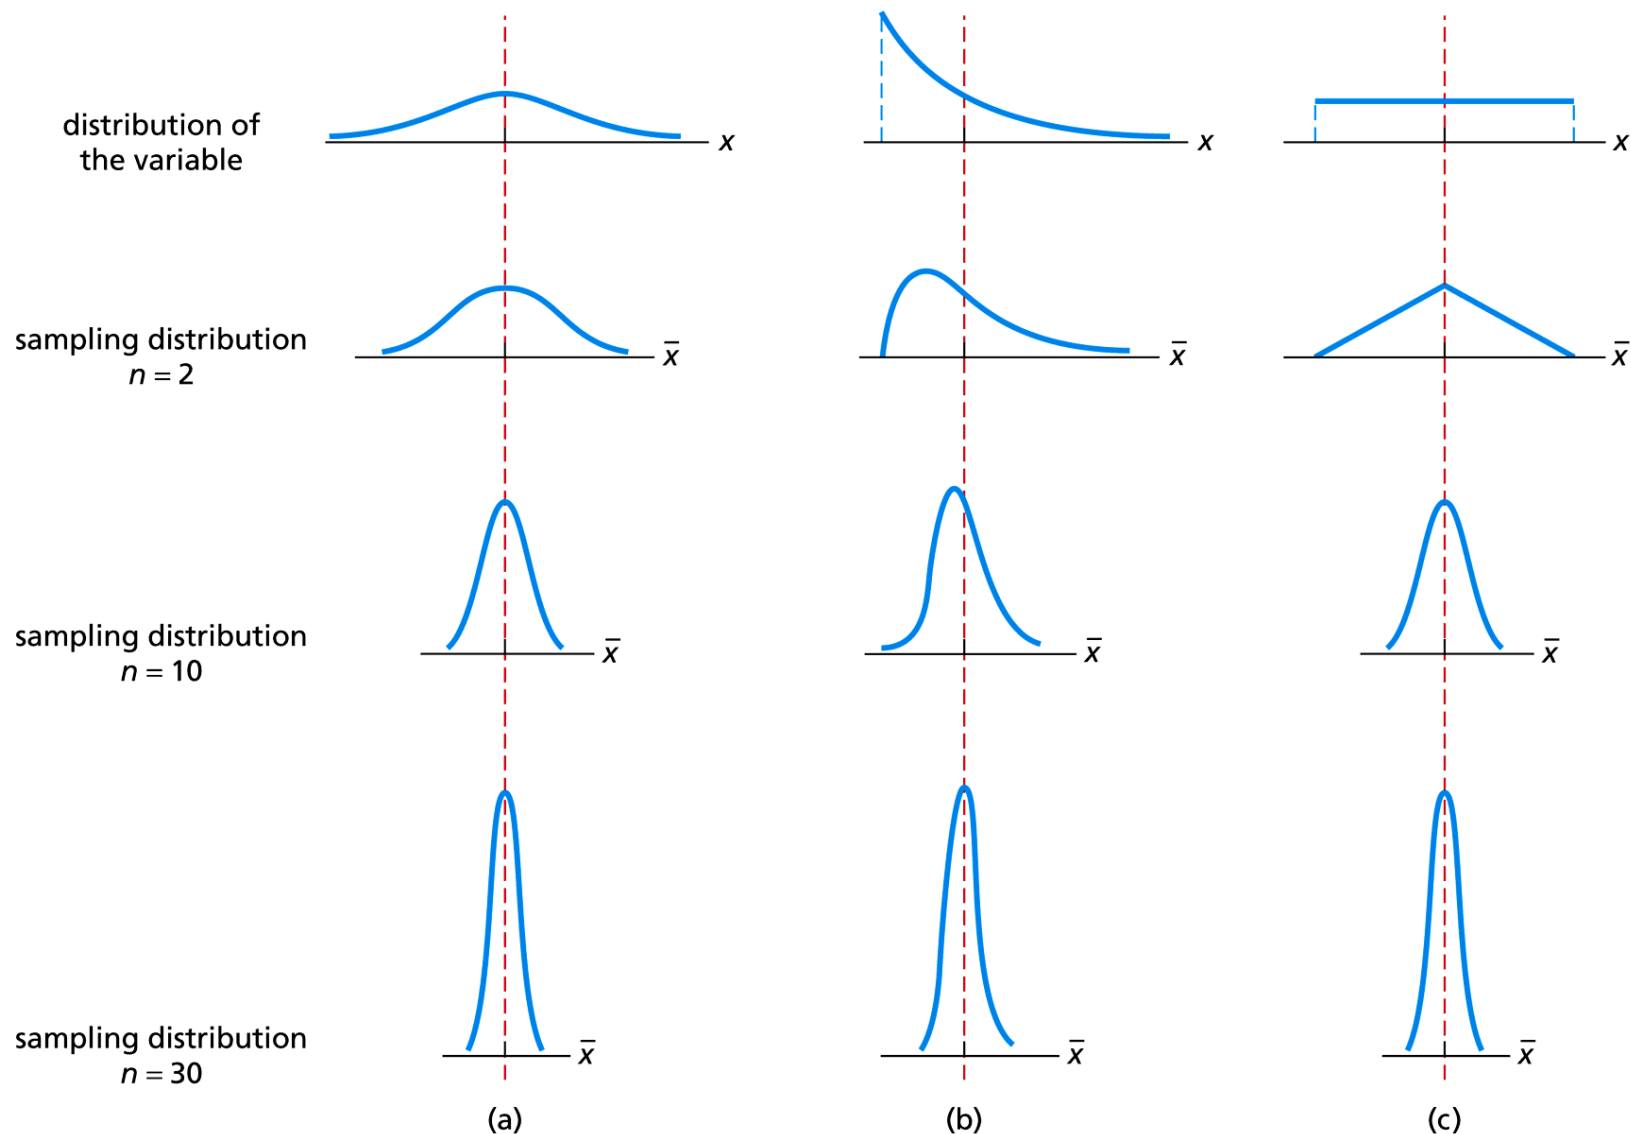 distribution of
the variable
x
x
x
sampling distribution
n = 2
x̅
x̅
x̅
sampling distribution
n = 10
x̅
x̅
x̅
sampling distribution
n = 30
x̅
x̅
x̅
(a)
(b)
(c)